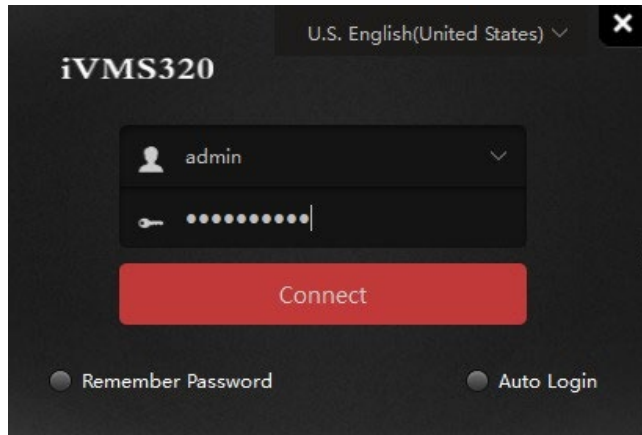 U.S. English(United States)
iVMS320
admin
••••••••••
Connect
Remember Password
Auto Login